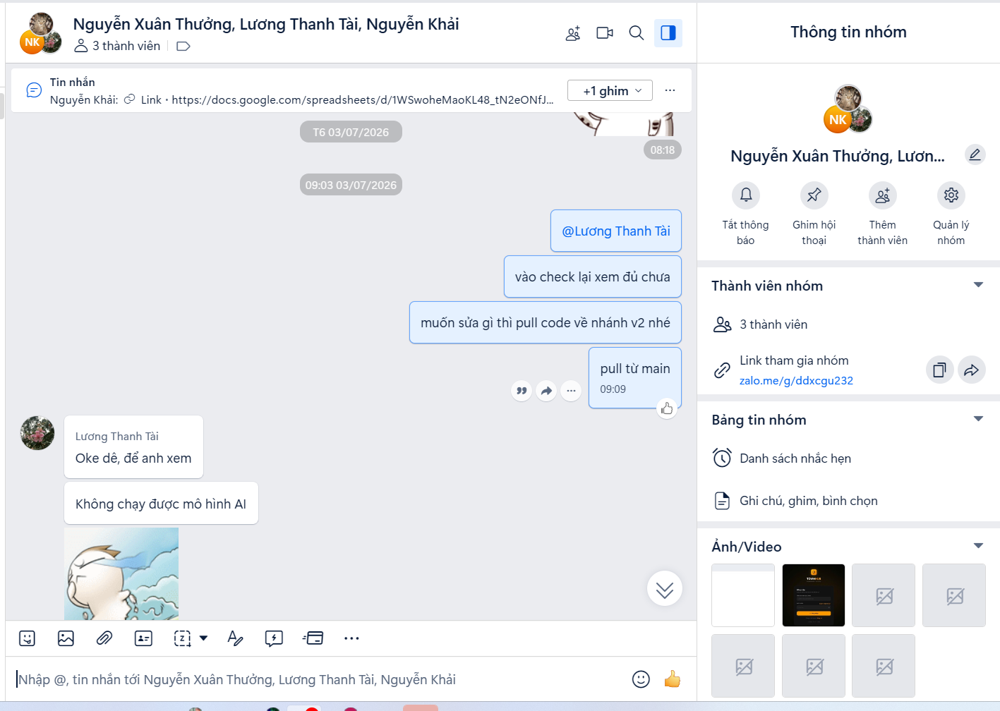 Nguyễn Xuân Thưởng, Lương Thanh Tài, Nguyễn Khải
NK
3 thành viên
Tin nhắn
Nguyễn Khải: Link • https://docs.google.com/spreadsheets/d/1WSwoheMaoKL48_tN2eONfJ...
+1 ghim
T6 03/07/2026
08:18
09:03 03/07/2026
@Lương Thanh Tài
vào check lại xem đủ chưa
muốn sửa gì thì pull code về nhánh v2 nhé
pull từ main
09:09
Lương Thanh Tài
Oke dê, để anh xem
Không chạy được mô hình AI
Nhập @, tin nhắn tới Nguyễn Xuân Thưởng, Lương Thanh Tài, Nguyễn Khải
Thông tin nhóm
NK
Nguyễn Xuân Thưởng, Lươn...
Tắt thông
báo
Ghim hội
thoại
Thêm
thành viên
Quản lý
nhóm
Thành viên nhóm
3 thành viên
Link tham gia nhóm
zalo.me/g/ddxcgu232
Bảng tin nhóm
Danh sách nhắc hẹn
Ghi chú, ghim, bình chọn
Ảnh/Video